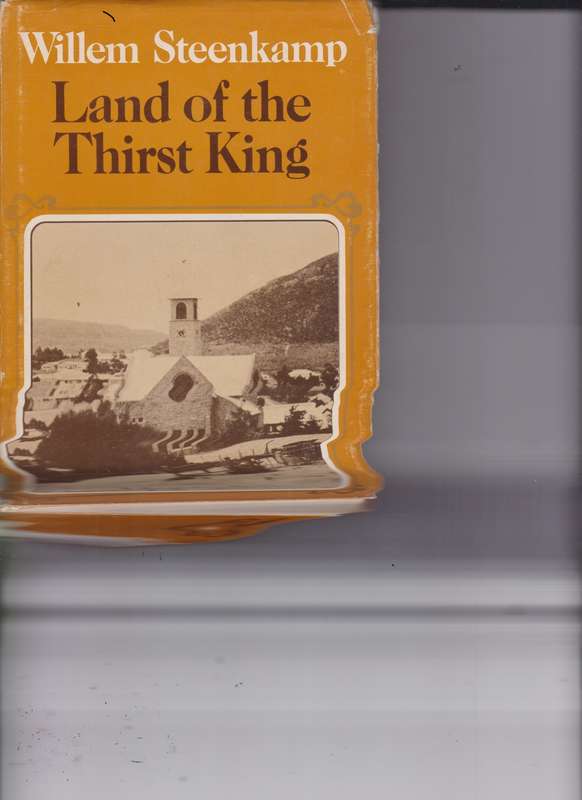 Willem Steenkamp
Land of the
Thirst King